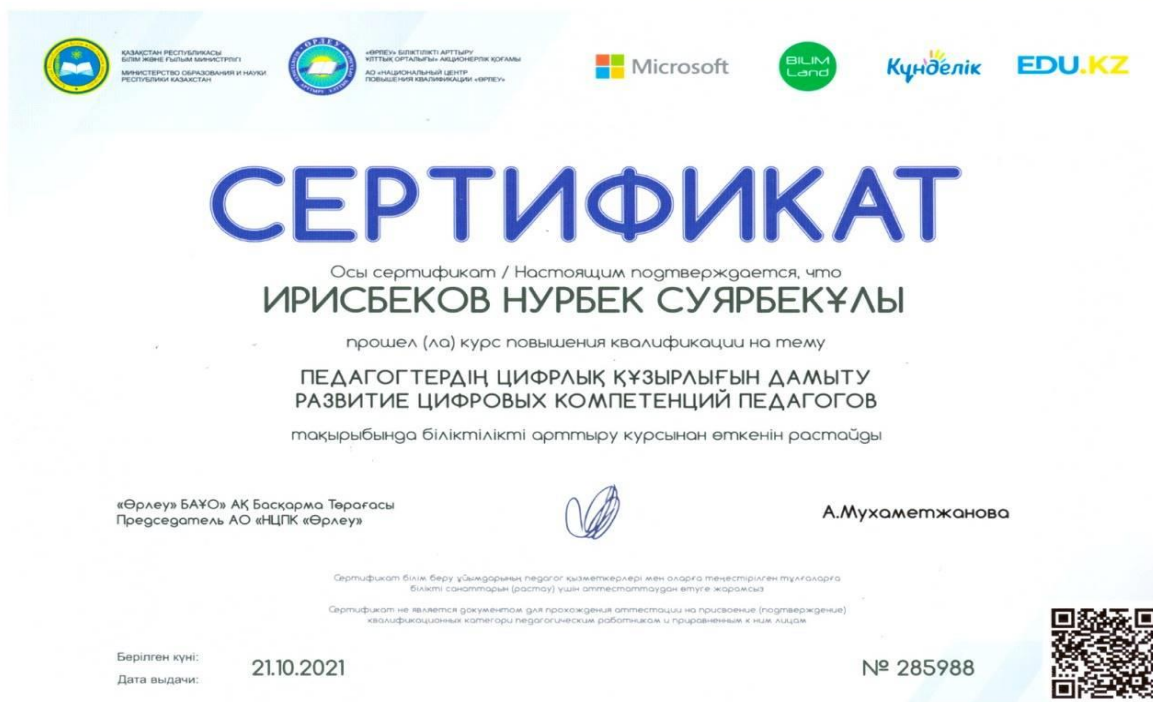 ҚАЗАҚСТАН РЕСПУБЛИКАСЫ
БІЛІМ ЖӘНЕ ҒЫЛЫМ МИНИСТРЛІГІ
МИНИСТЕРСТВО ОБРАЗОВАНИЯ И НАУКИ
РЕСПУБЛИКИ КАЗАХСТАН
ӨРЛЕУ
«ӨРЛЕУ» БІЛІКТІЛІКТІ АРТТЫРУ
ҰЛТТЫҚ ОРТАЛЫҒЫ» АКЦИОНЕРЛІК ҚОҒАМЫ
АО «НАЦИОНАЛЬНЫЙ ЦЕНТР
ПОВЫШЕНИЯ КВАЛИФИКАЦИИ «ӨРЛЕУ»
Microsoft
BILIM
Land
Күнделік
EDU.KZ
СЕРТИФИКАТ
Осы сертификат / Настоящим подтверждается, что
ИРИСБЕКОВ НУРБЕК СУЯРБЕКҰЛЫ
прошел (ла) курс повышения квалификации на тему
ПЕДАГОГТЕРДІҢ ЦИФРЛЫҚ ҚҰЗЫРЛЫҒЫН ДАМЫТУ
РАЗВИТИЕ ЦИФРОВЫХ КОМПЕТЕНЦИЙ ПЕДАГОГОВ
тақырыбында біліктілікті арттыру курсынан өткенін растайды
«Өрлеу» БАҰО» АҚ Басқарма Төрағасы
Председатель АО «НЦПК «Өрлеу»
А.Мухаметжанова
Сертификат білім беру ұйымдарының педагог қызметкерлері мен оларға теңестірілген тұлғаларға
білікті санаттарын (растау) үшін аттестаттаудан өтуге жарамсыз
Сертификат не является документом для прохождения аттестации на присвоение (подтверждение)
квалификационных категори педагогическим работникам и приравненным к ним лицам
Берілген күні:
Дата выдачи:
21.10.2021
№ 285988